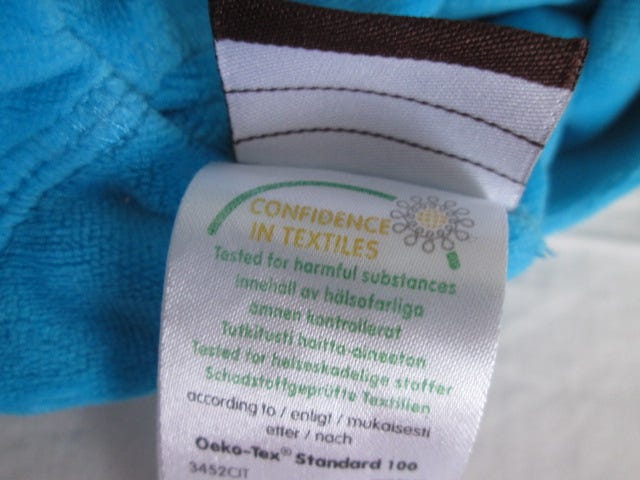 CONFIDENCE
IN TEXTILES
Tested for harmful substances
Innehåll av hälsofarliga
ämnen kontrollerat
Tutkitusti haitta-aineeton
Tested for helseskadelige stoffer
Schadstoffgeprüfte Textilien
according to / enligt / mukaisesti
etter / nach
Oeko-Tex® Standard 100
3452CIT